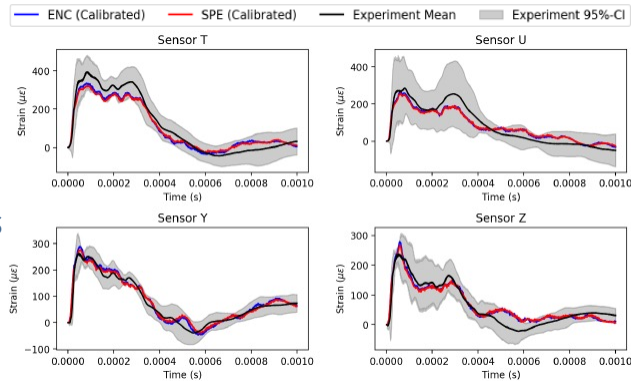 ENC (Calibrated) SPE (Calibrated) Experiment Mean Experiment 95%-CI
Sensor T
Strain (με)
400
200
0
0.0000 0.0002 0.0004 0.0006 0.0008 0.0010
Time (s)
Sensor U
Strain (με)
400
200
0
0.0000 0.0002 0.0004 0.0006 0.0008 0.0010
Time (s)
Sensor Y
Strain (με)
300
200
100
0
−100
0.0000 0.0002 0.0004 0.0006 0.0008 0.0010
Time (s)
Sensor Z
Strain (με)
300
200
100
0
0.0000 0.0002 0.0004 0.0006 0.0008 0.0010
Time (s)